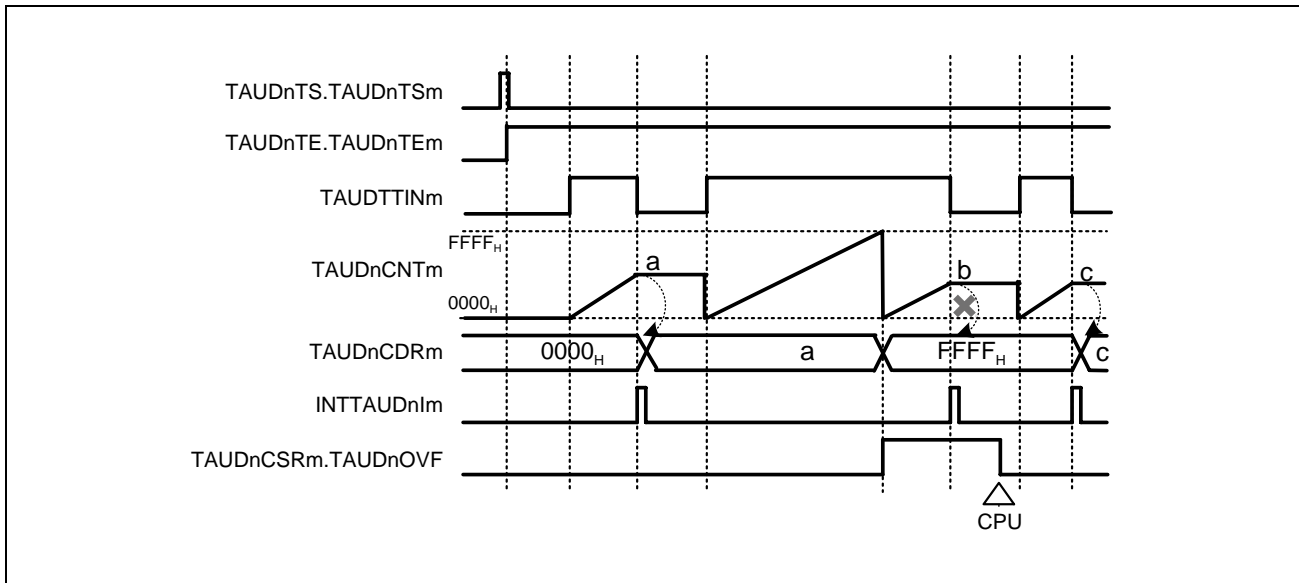 TAUDnTS.TAUDnTSm
TAUDnTE.TAUDnTEm
TAUDTTINm
FFFFH
TAUDnCNTm
a
b
c
0000H
TAUDnCDRm
0000H
a
FFFFH
c
INTTAUDnIm
TAUDnCSRm.TAUDnOVF
CPU